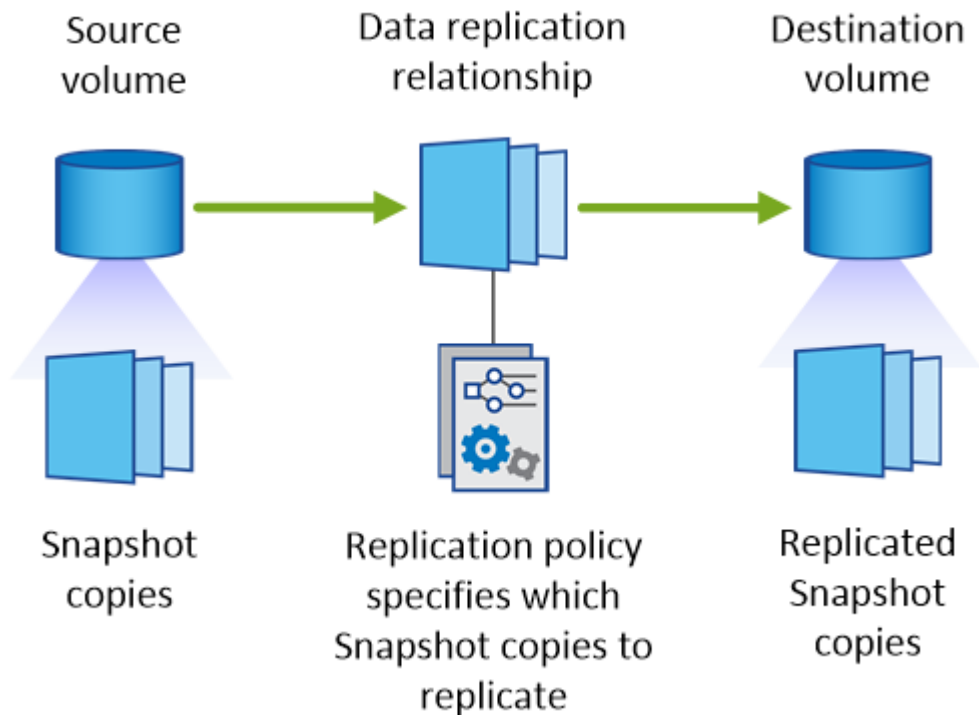 Source
volume
Data replication
relationship
Destination
volume
Snapshot
copies
Replication policy
specifies which
Snapshot copies to
replicate
Replicated
Snapshot
copies